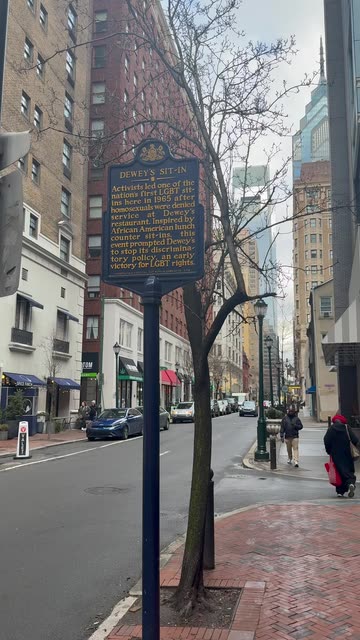 DEWEY'S SIT-IN
Activists led one of the
nation's first LGBT sit-
ins here in 1965 after
homosexuals were denied
service at Dewey's
restaurant. Inspired by
African American lunch
counter sit-ins, this
event prompted Dewey's
to stop its discrimina-
tory policy, an early
victory for LGBT rights.